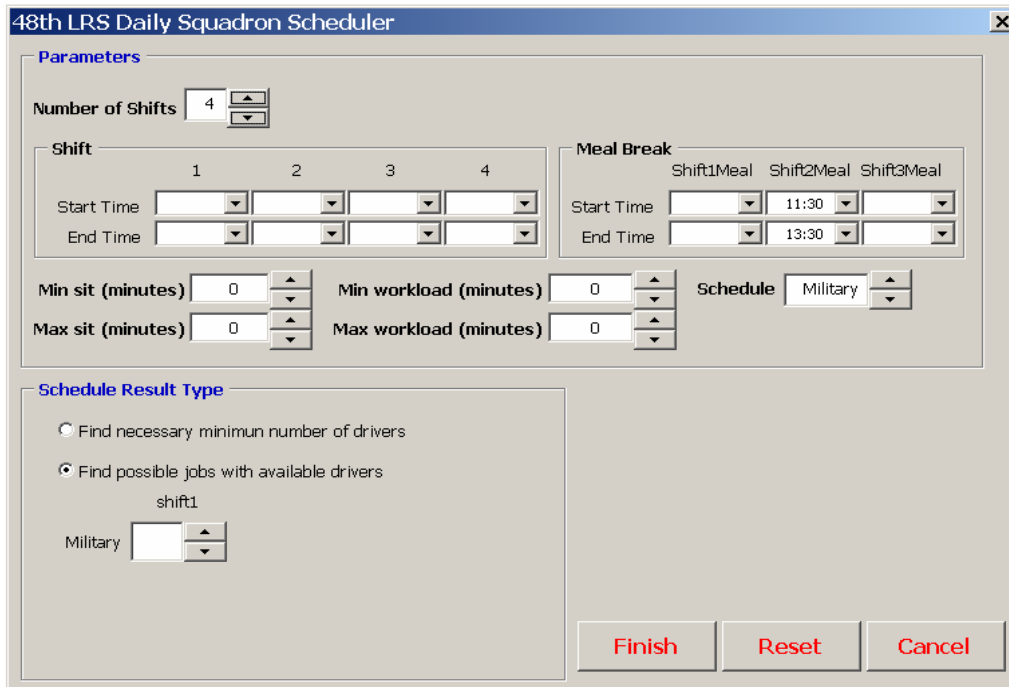 48th LRS Daily Squadron Scheduler
Parameters
Number of Shifts 4
Shift
1 2 3 4
Start Time
End Time
Meal Break
Shift1Meal Shift2Meal Shift3Meal
Start Time 11:30
End Time 13:30
Min sit (minutes) 0 Min workload (minutes) 0 Schedule Military
Max sit (minutes) 0 Max workload (minutes) 0
Schedule Result Type
Find necessary minimun number of drivers
Find possible jobs with available drivers
shift1
Military
Finish Reset Cancel